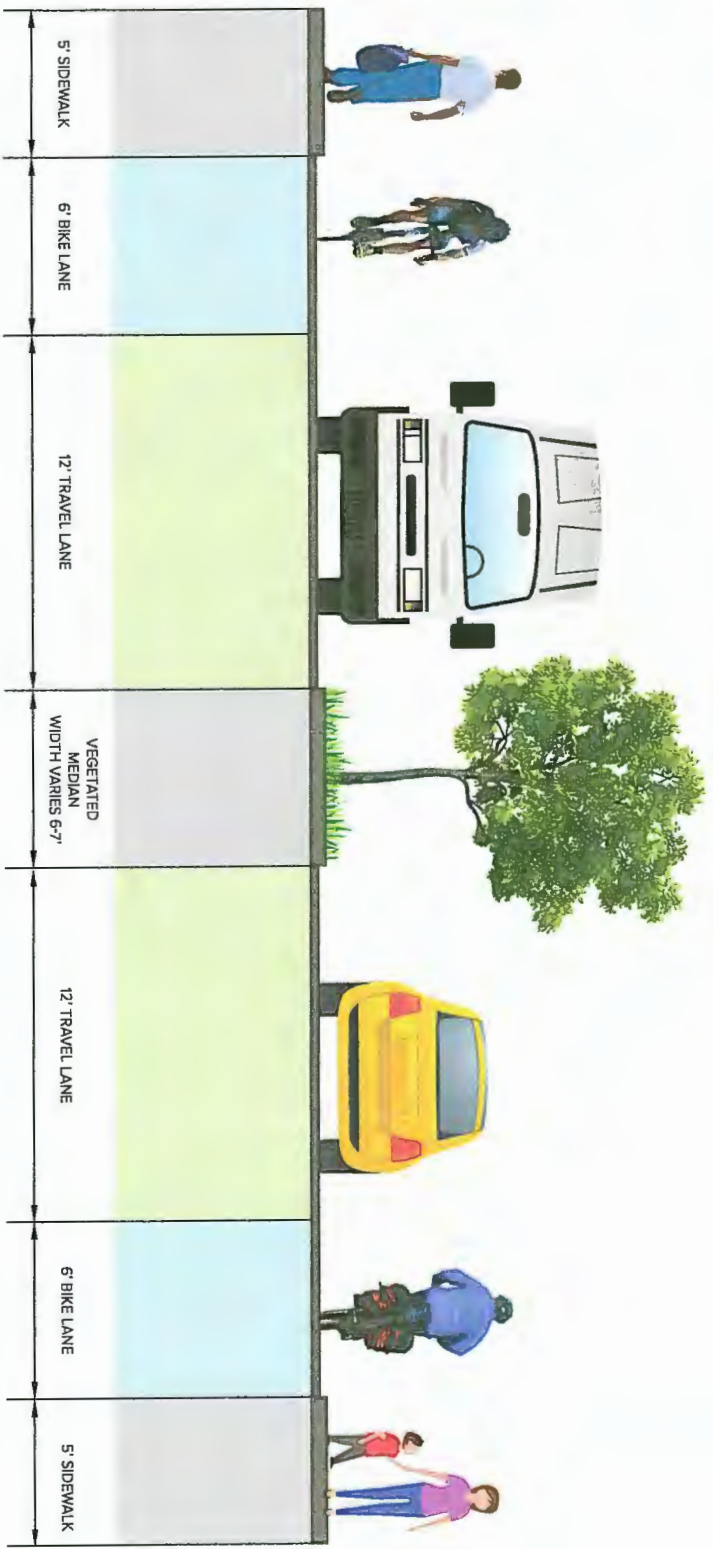 5' SIDEWALK
6' BIKE LANE
12' TRAVEL LANE
VEGETATED
MEDIAN
WIDTH VARIES 6-7'
12' TRAVEL LANE
6' BIKE LANE
5' SIDEWALK